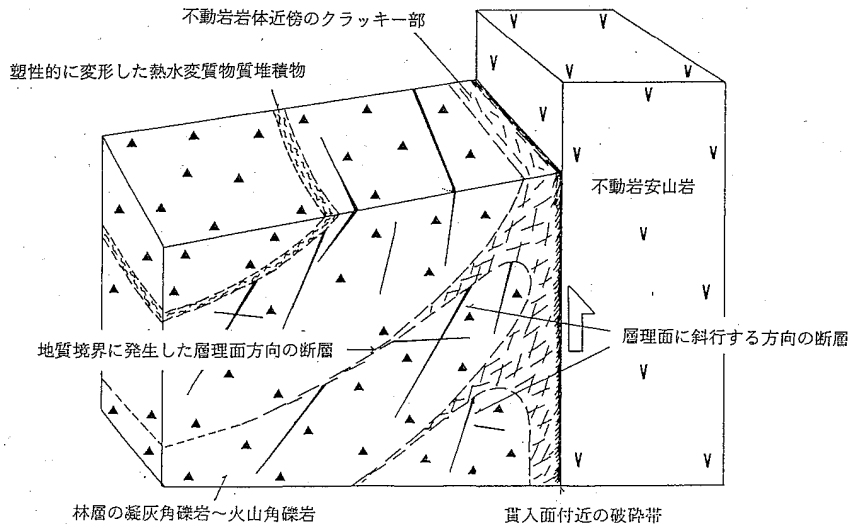 不動岩岩体近傍のクラッキー部
塑性的に変形した熱水変質物質堆積物
不動岩安山岩
地質境界に発生した層理面方向の断層
層理面に斜行する方向の断層
林層の凝灰角礫岩～火山角礫岩
貫入面付近の破砕帯